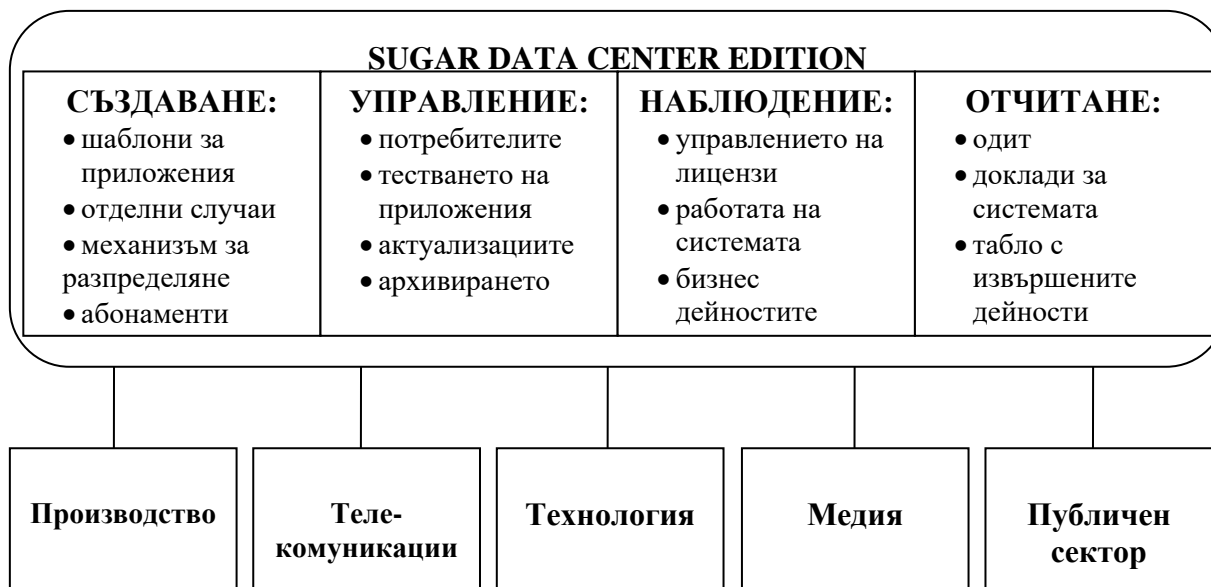 SUGAR DATA CENTER EDITION
СЪЗДАВАНЕ:
• шаблони за
приложения
• отделни случаи
• механизъм за
разпределяне
• абонаменти
УПРАВЛЕНИЕ:
• потребителите
• тестването на
приложения
• актуализациите
• архивирането
НАБЛЮДЕНИЕ:
• управлението на
лицензи
• работата на
системата
• бизнес
дейностите
ОТЧИТАНЕ:
• одит
• доклади за
системата
• табло с
извършените
дейности
Производство
Теле-
комуникации
Технология
Медия
Публичен
сектор